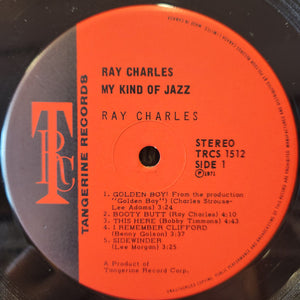 RAY CHARLES
MY KIND OF JAZZ
RAY CHARLES
TRC
TANGERINE RECORDS
STEREO
TRCS 1512
SIDE 1
℗1971
1. GOLDEN BOY! From the production
"Golden Boy") (Charles Strouse-
Lee Adams) 3:24
2. BOOTY BUTT (Ray Charles) 4:10
3. THIS HERE (Bobby Timmons) 4:43
4. I REMEMBER CLIFFORD
(Benny Golson) 5:37
5. SIDEWINDER
(Lee Morgan) 3:25
A Product of
Tangerine Record Corp.